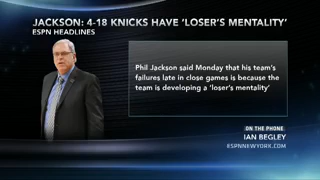 JACKSON: 4-18 KNICKS HAVE 'LOSER'S MENTALITY'
ESPN HEADLINES
Phil Jackson said Monday that his team's
failures late in close games is because the
team is developing a 'loser's mentality'
ON THE PHONE
IAN BEGLEY
ESPNNEWYORK.COM